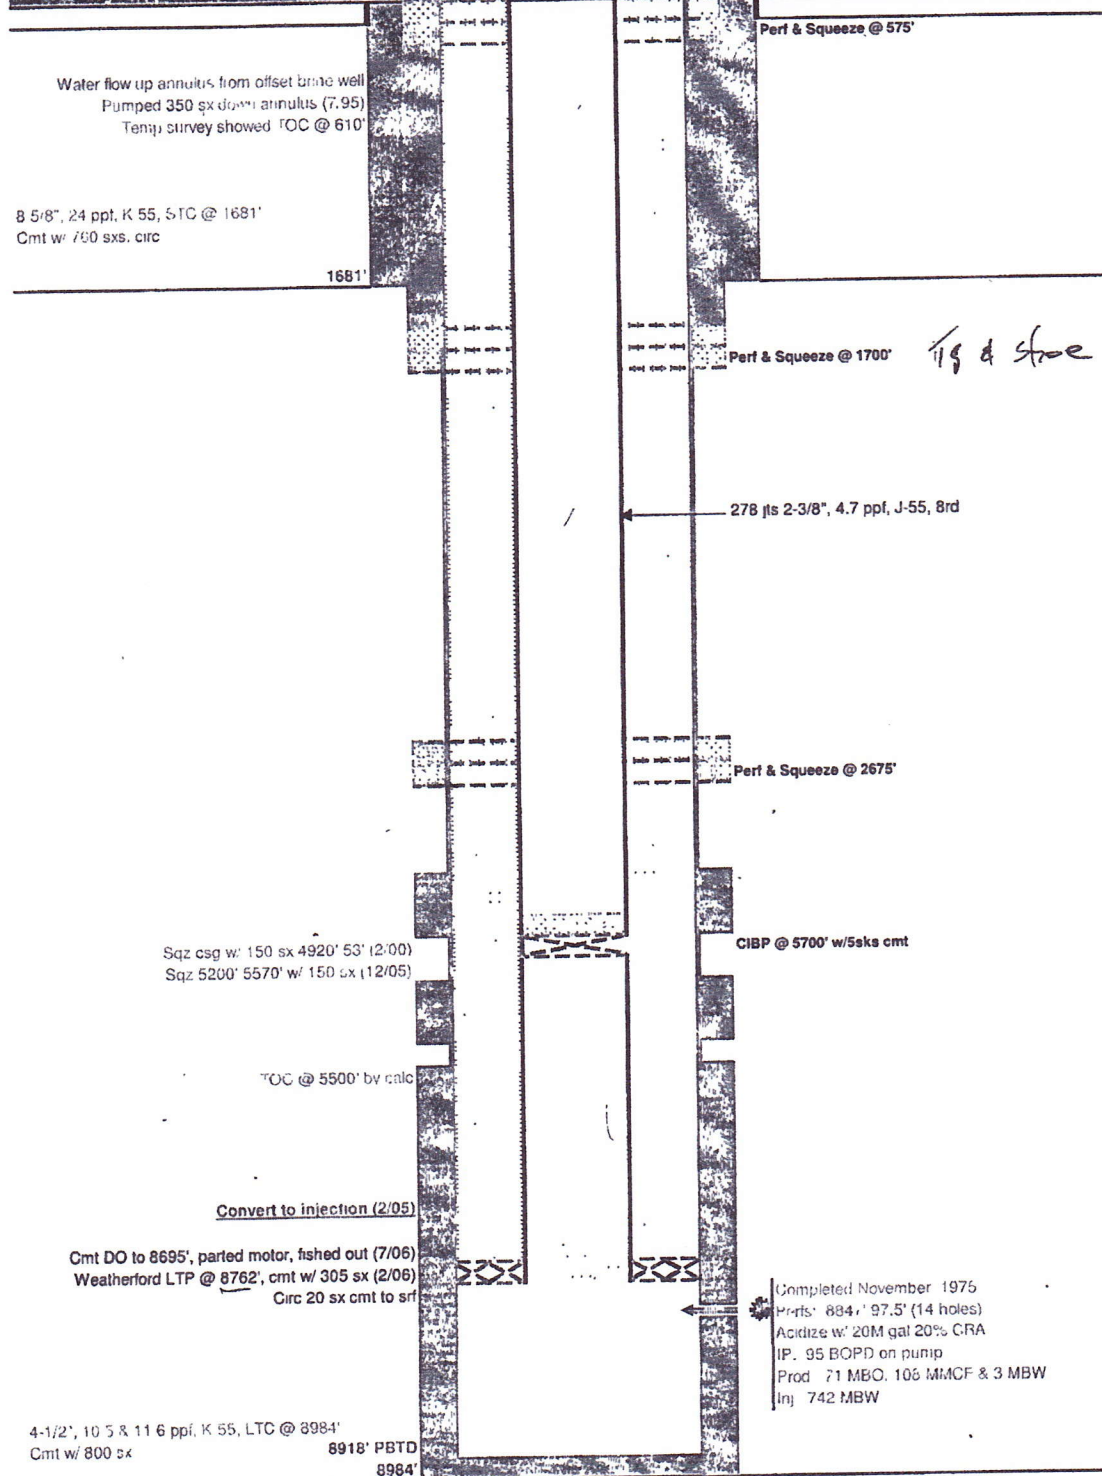 Perf & Squeeze @ 575'
Water flow up annulus from offset brine well
Pumped 350 sx down annulus (7.95)
Temp survey showed TOC @ 610'
8 5/8", 24 ppf, K 55, STC @ 1681'
Cmt w/ 760 sxs, circ
1681'
Perf & Squeeze @ 1700'
& shoe
278 jts 2-3/8", 4.7 ppf, J-55, 8rd
Perf & Squeeze @ 2675'
Sqz csg w/ 150 sx 4920' 53' (2/00)
Sqz 5200' 5570' w/ 150 sx (12/05)
CIBP @ 5700' w/5sks cmt
TOC @ 5500' by calc
Convert to injection (2/05)
Cmt DO to 8695', parted motor, fished out (7/06)
Weatherford LTP @ 8762', cmt w/ 305 sx (2/06)
Circ 20 sx cmt to srf
Completed November 1975
Perfs: 97.5' (14 holes)
Acidize w/ 20M gal 20% CRA
IP. 95 BOPD on pump
Prod 71 MBO, 106 MMCF & 3 MBW
Inj 742 MBW
4-1/2", 10 5 & 11 6 ppf, K 55, LTC @ 8984'
Cmt w/ 800 sx
8918' PBTD
8984'